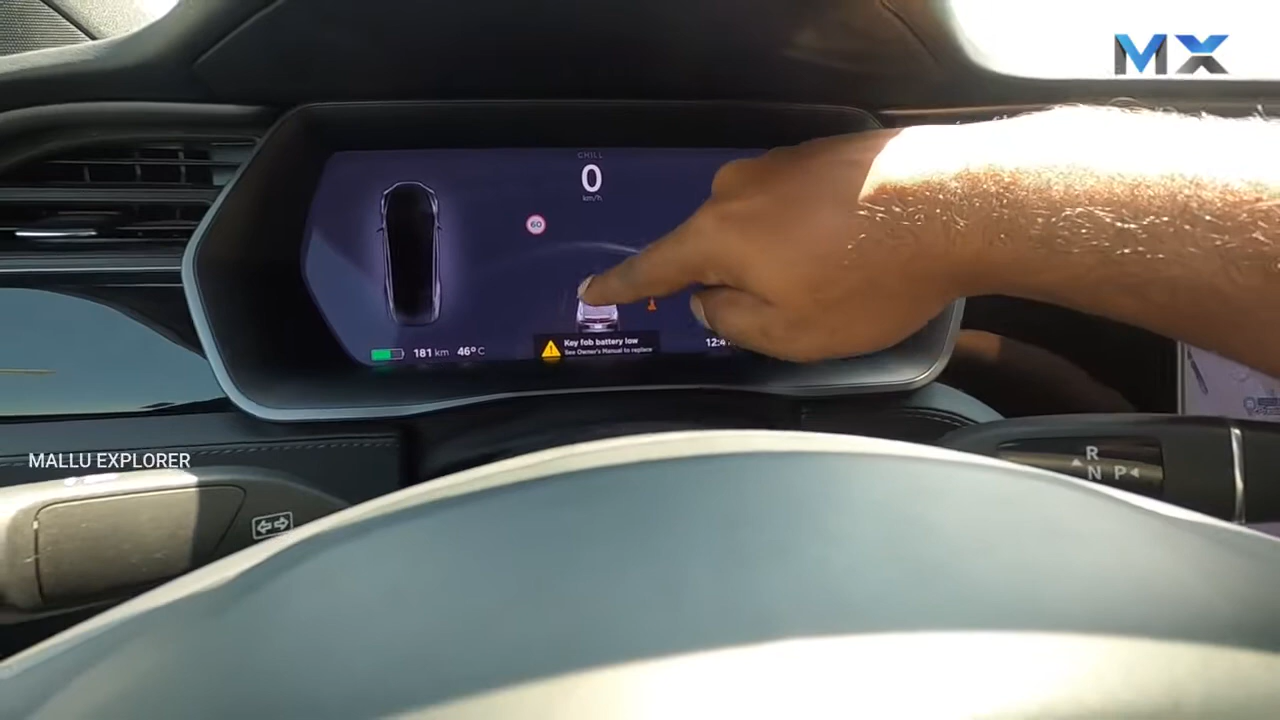 MX
CHILL
0
km/h
60
181 km 46°C
Key fob battery low
See Owner's Manual to replace
MALLU EXPLORER
R
N P